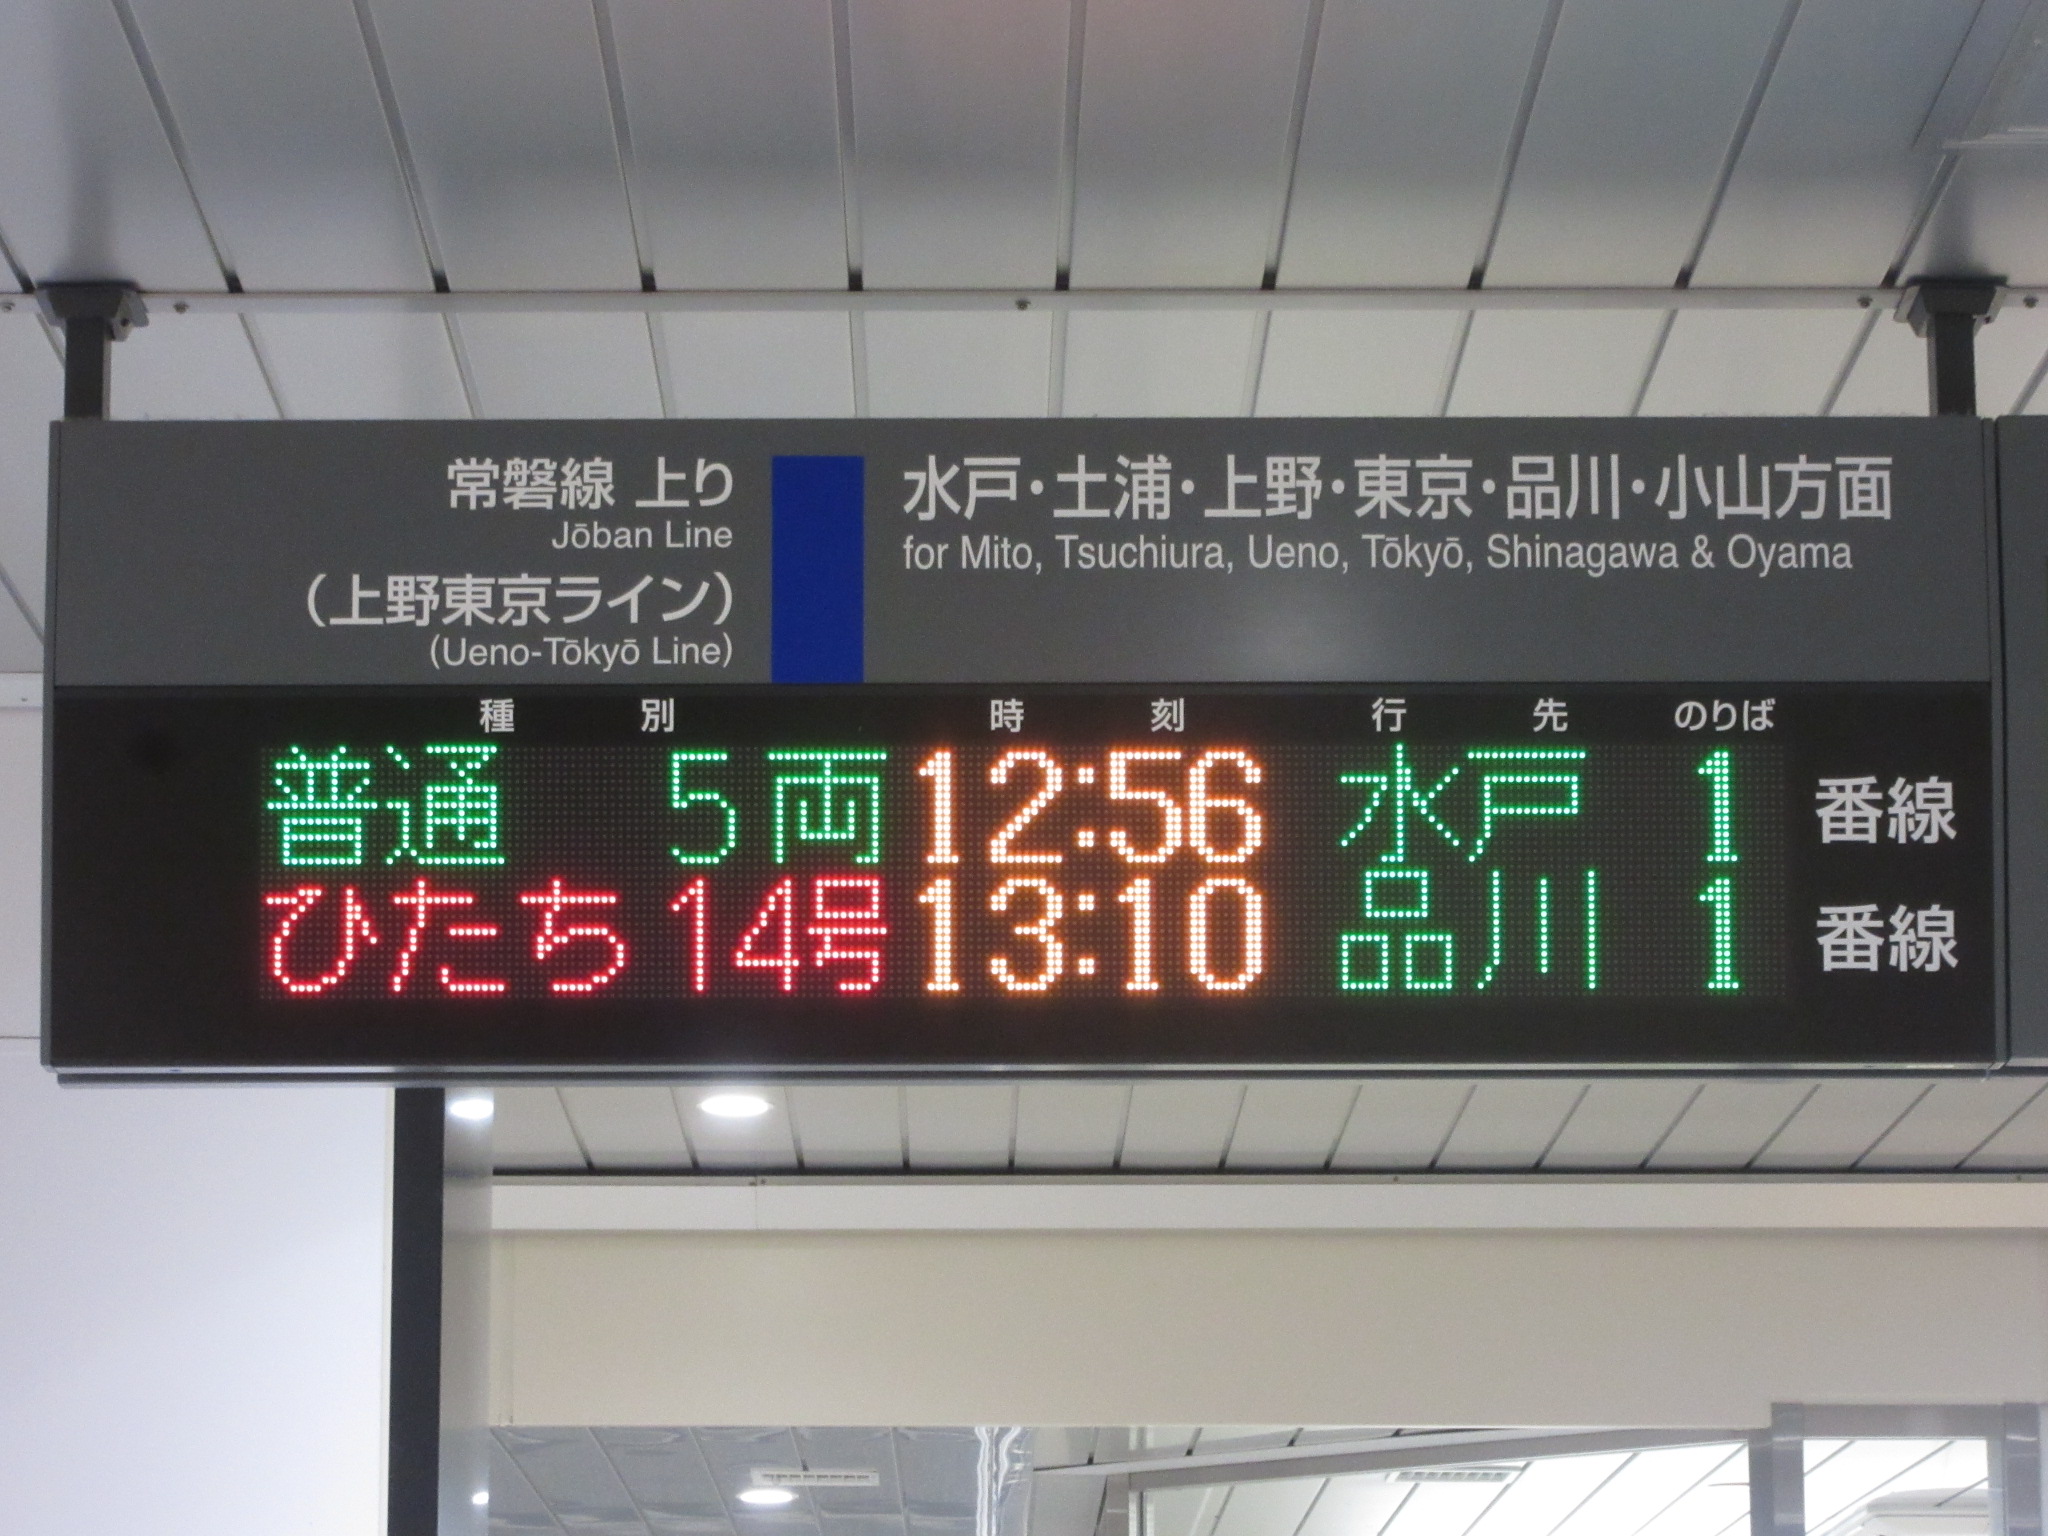 常磐線 上り
Jōban Line
(上野東京ライン)
(Ueno-Tōkyō Line)
水戸・土浦・上野・東京・品川・小山方面
for Mito, Tsuchiura, Ueno, Tōkyō, Shinagawa & Oyama
種別 時刻 行先 のりば
普通 5両 12:56 水戸 1 番線
ひたち 14号 13:10 品川 1 番線